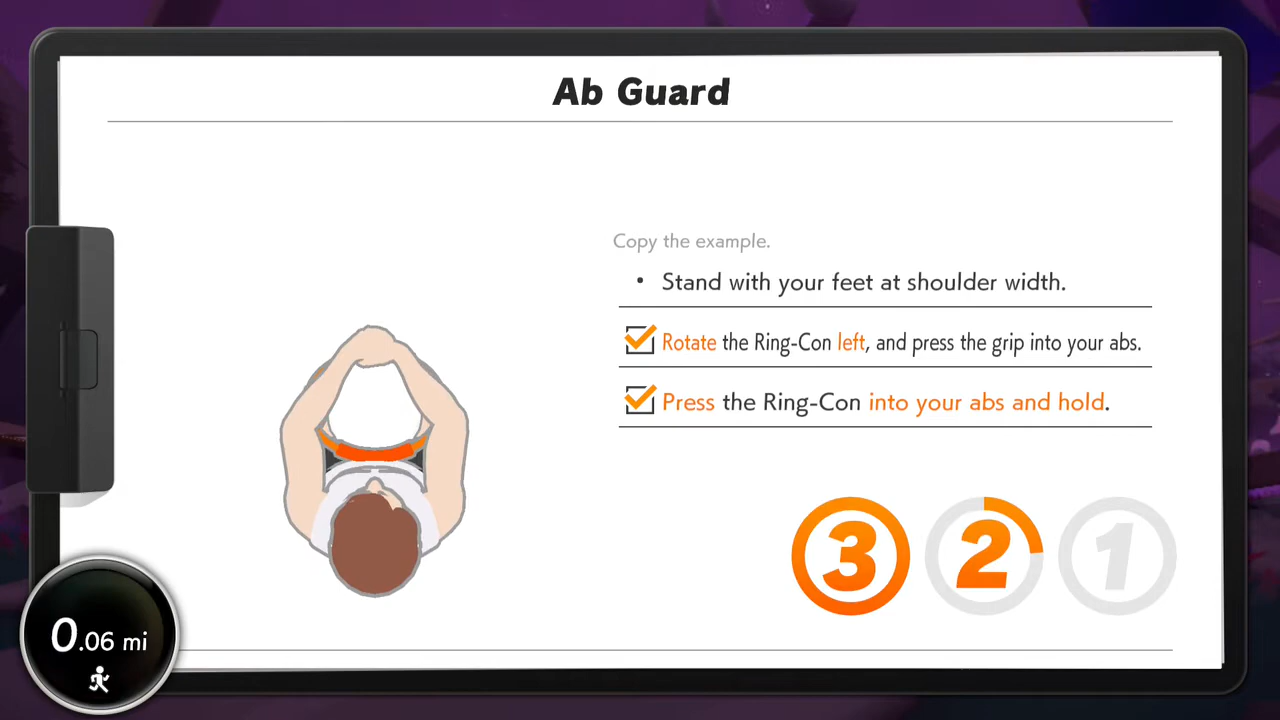 Ab Guard
Copy the example.
• Stand with your feet at shoulder width.
Rotate the Ring-Con left, and press the grip into your abs.
Press the Ring-Con into your abs and hold.
3 2 1
0.06 mi